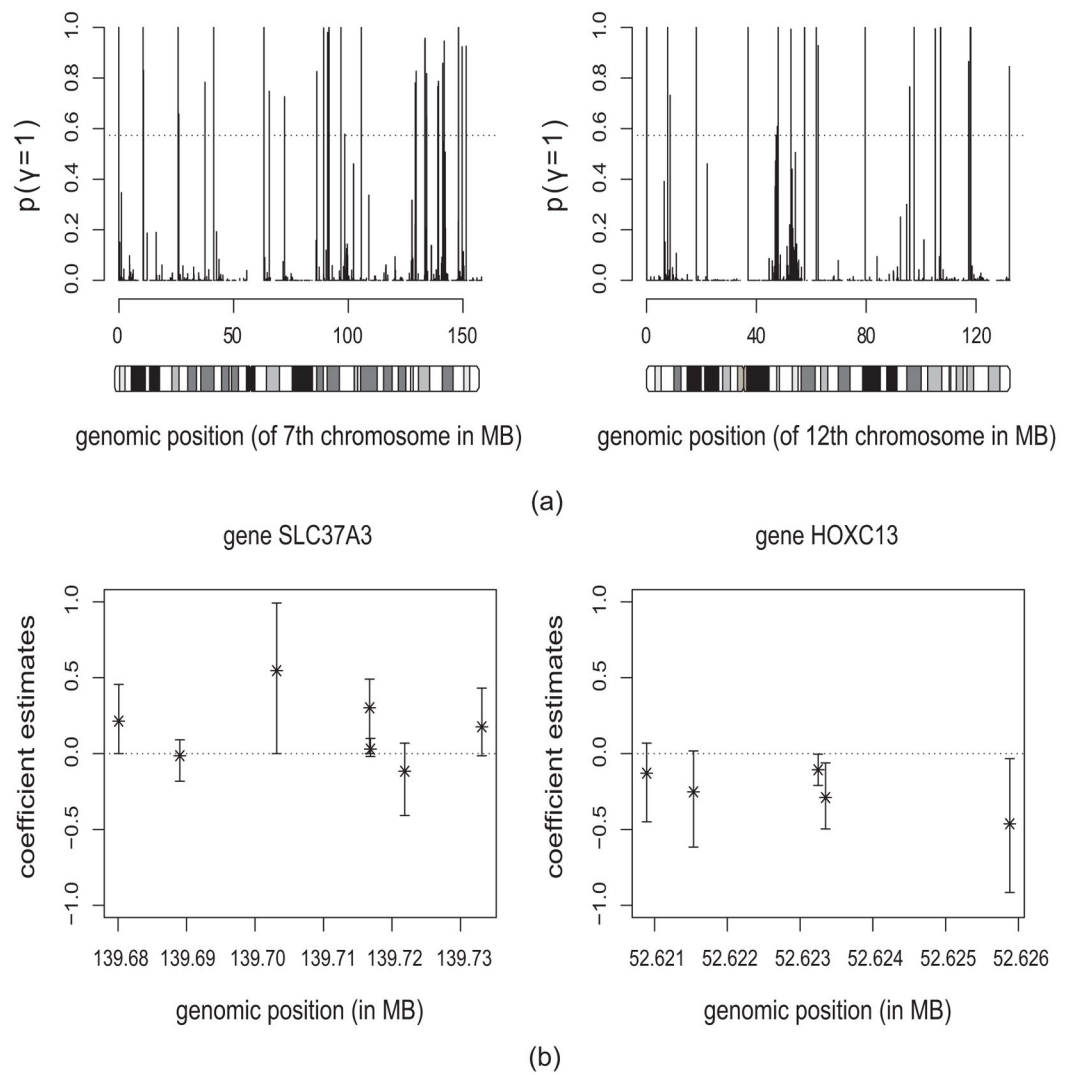 p(γ=1)
1.0
0.8
0.6
0.4
0.2
0.0
0 50 100 150
genomic position (of 7th chromosome in MB)
p(γ=1)
1.0
0.8
0.6
0.4
0.2
0.0
0 40 80 120
genomic position (of 12th chromosome in MB)
(a)
gene SLC37A3
coefficient estimates
1.0
0.5
0.0
−0.5
−1.0
139.68 139.69 139.70 139.71 139.72 139.73
genomic position (in MB)
gene HOXC13
coefficient estimates
1.0
0.5
0.0
−0.5
−1.0
52.621 52.622 52.623 52.624 52.625 52.626
genomic position (in MB)
(b)